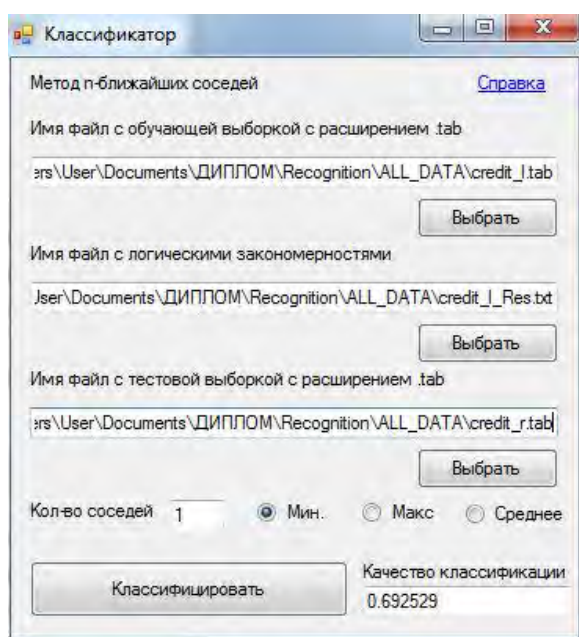 Классификатор
Метод n-ближайших соседей Справка
Имя файл с обучающей выборкой с расширением .tab
ers\User\Documents\ДИПЛОМ\Recognition\ALL_DATA\credit_l.tab
Выбрать
Имя файл с логическими закономерностями
User\Documents\ДИПЛОМ\Recognition\ALL_DATA\credit_l_Res.txt
Выбрать
Имя файл с тестовой выборкой с расширением .tab
ers\User\Documents\ДИПЛОМ\Recognition\ALL_DATA\credit_r.tab
Выбрать
Кол-во соседей 1 Мин. Макс Среднее
Качество классификации
Классифицировать 0.692529